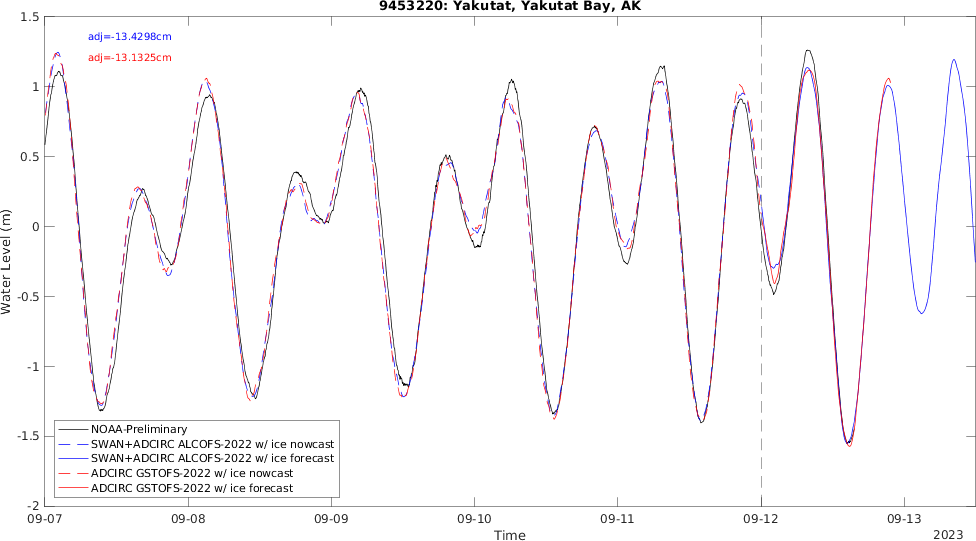 9453220: Yakutat, Yakutat Bay, AK
adj=-13.4298cm
adj=-13.1325cm
1.5
1
0.5
0
-0.5
-1
-1.5
-2
Water Level (m)
NOAA-Preliminary
SWAN+ADCIRC ALCOFS-2022 w/ ice nowcast
SWAN+ADCIRC ALCOFS-2022 w/ ice forecast
ADCIRC GSTOFS-2022 w/ ice nowcast
ADCIRC GSTOFS-2022 w/ ice forecast
09-07 09-08 09-09 09-10 09-11 09-12 09-13
Time
2023